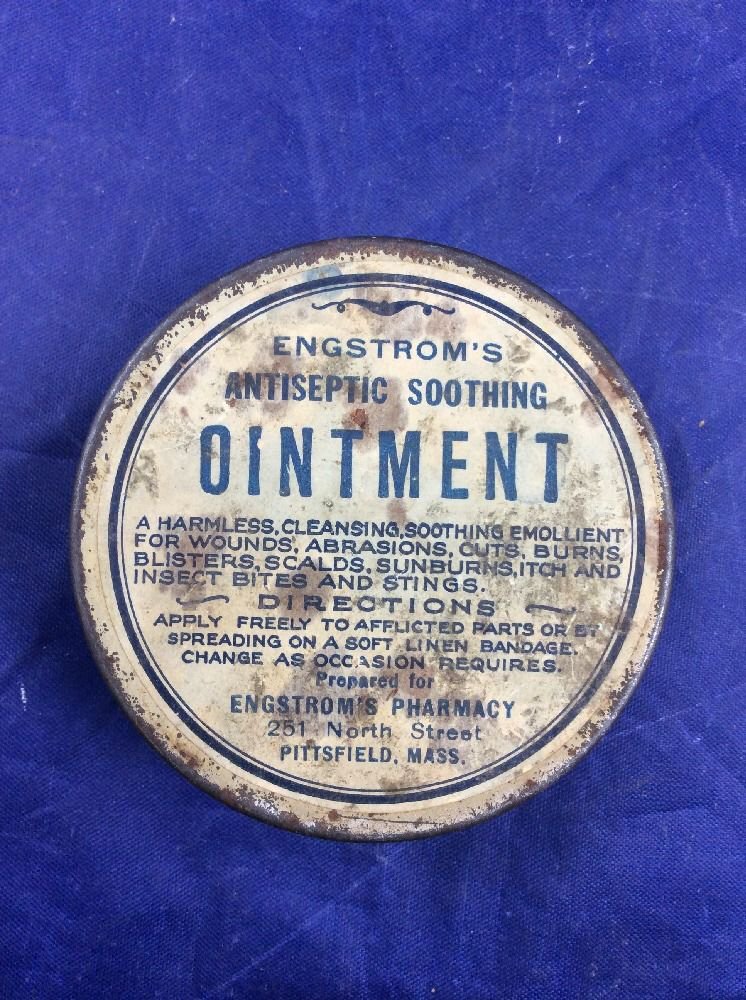 ENGSTROM'S
ANTISEPTIC SOOTHING
OINTMENT
A HARMLESS, CLEANSING, SOOTHING EMOLLIENT
FOR WOUNDS, ABRASIONS, CUTS, BURNS,
BLISTERS, SCALDS, SUNBURNS, ITCH AND
INSECT BITES AND STINGS.
DIRECTIONS
APPLY FREELY TO AFFLICTED PARTS OR BY
SPREADING ON A SOFT LINEN BANDAGE.
CHANGE AS OCCASION REQUIRES.
Prepared for
ENGSTROM'S PHARMACY
251 North Street
PITTSFIELD, MASS.